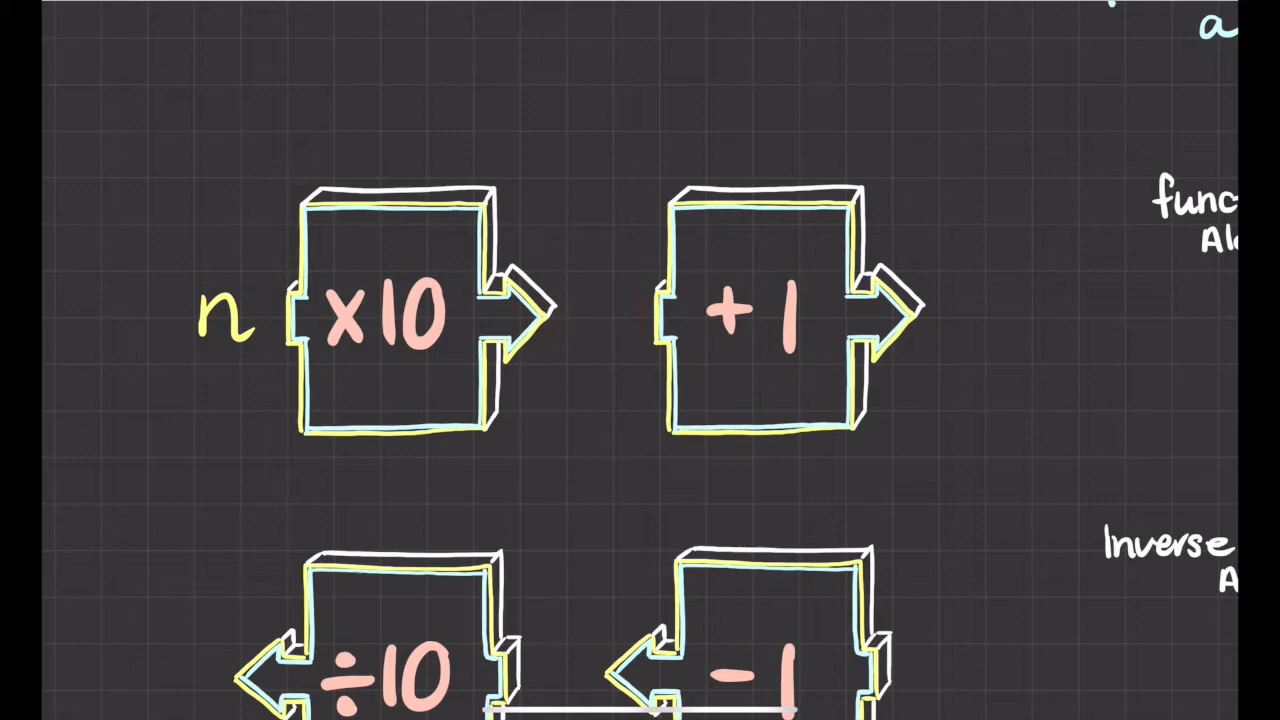 a
n ×10 + 1
func
Inverse
÷10 - 1